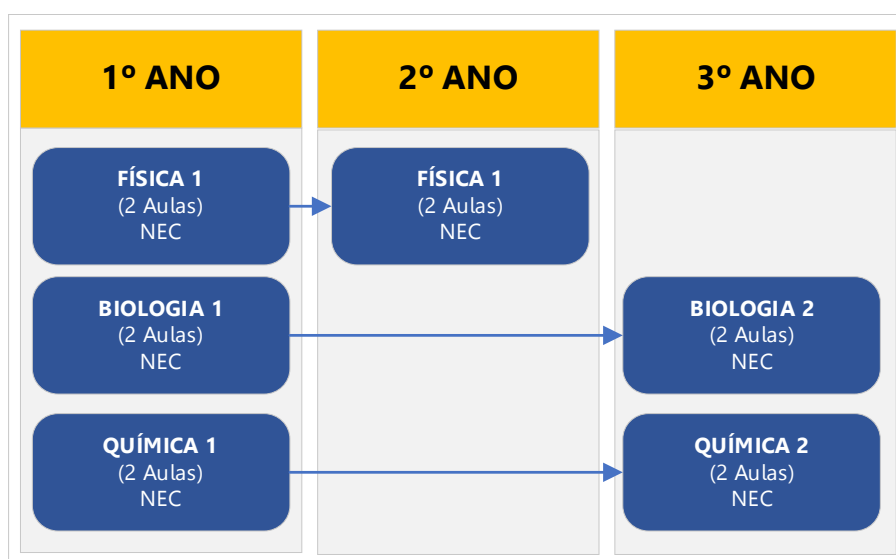 1º ANO
2º ANO
3º ANO
FÍSICA 1
(2 Aulas)
NEC
FÍSICA 1
(2 Aulas)
NEC
BIOLOGIA 1
(2 Aulas)
NEC
BIOLOGIA 2
(2 Aulas)
NEC
QUÍMICA 1
(2 Aulas)
NEC
QUÍMICA 2
(2 Aulas)
NEC